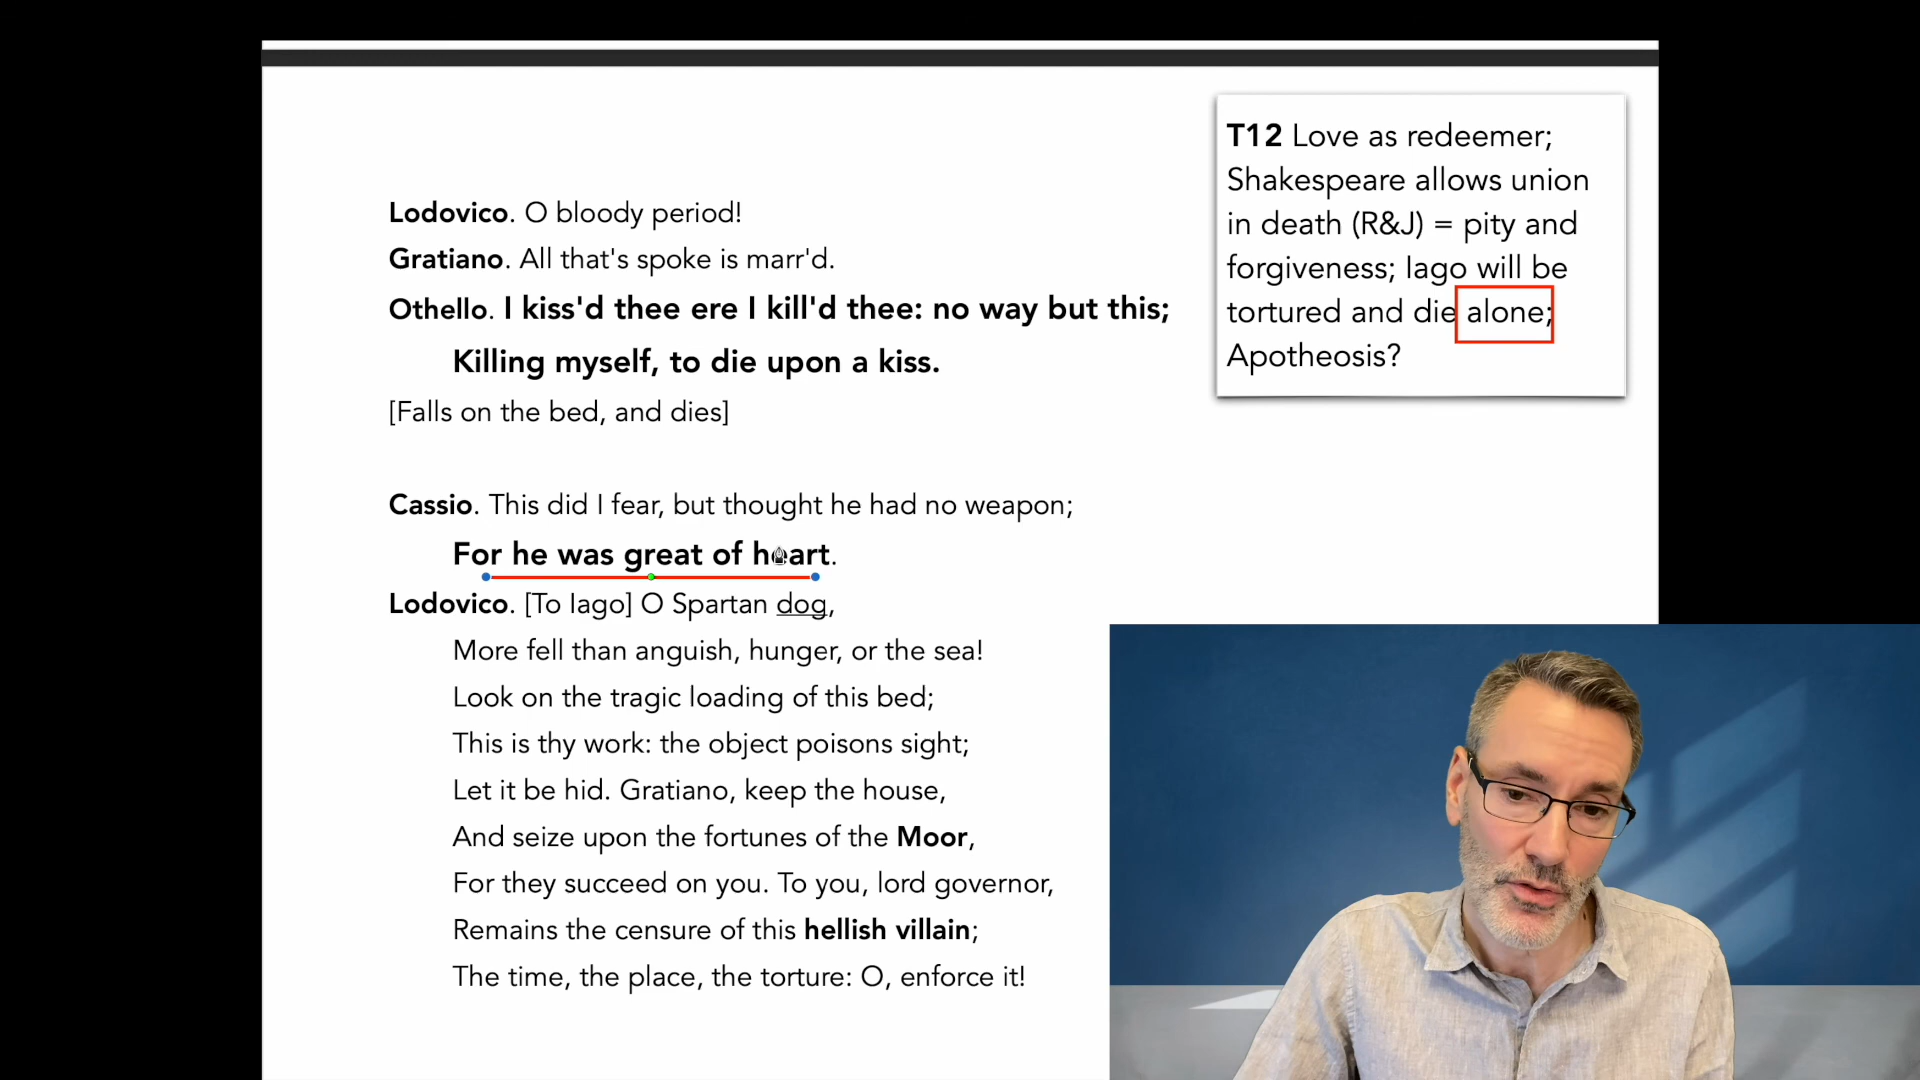 T12 Love as redeemer;
Shakespeare allows union
in death (R&J) = pity and
forgiveness; Iago will be
tortured and die alone;
Apotheosis?
Lodovico. O bloody period!
Gratiano. All that's spoke is marr'd.
Othello. I kiss'd thee ere I kill'd thee: no way but this;
Killing myself, to die upon a kiss.
[Falls on the bed, and dies]
Cassio. This did I fear, but thought he had no weapon;
For he was great of heart.
Lodovico. [To Iago] O Spartan dog,
More fell than anguish, hunger, or the sea!
Look on the tragic loading of this bed;
This is thy work: the object poisons sight;
Let it be hid. Gratiano, keep the house,
And seize upon the fortunes of the Moor,
For they succeed on you. To you, lord governor,
Remains the censure of this hellish villain;
The time, the place, the torture: O, enforce it!